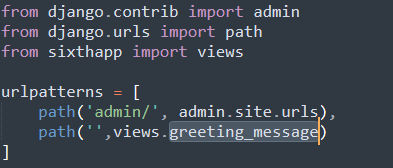 from django.contrib import admin
from django.urls import path
from sixthapp import views
urlpatterns = [
    path('admin/', admin.site.urls),
    path('',views.greeting_message)
]